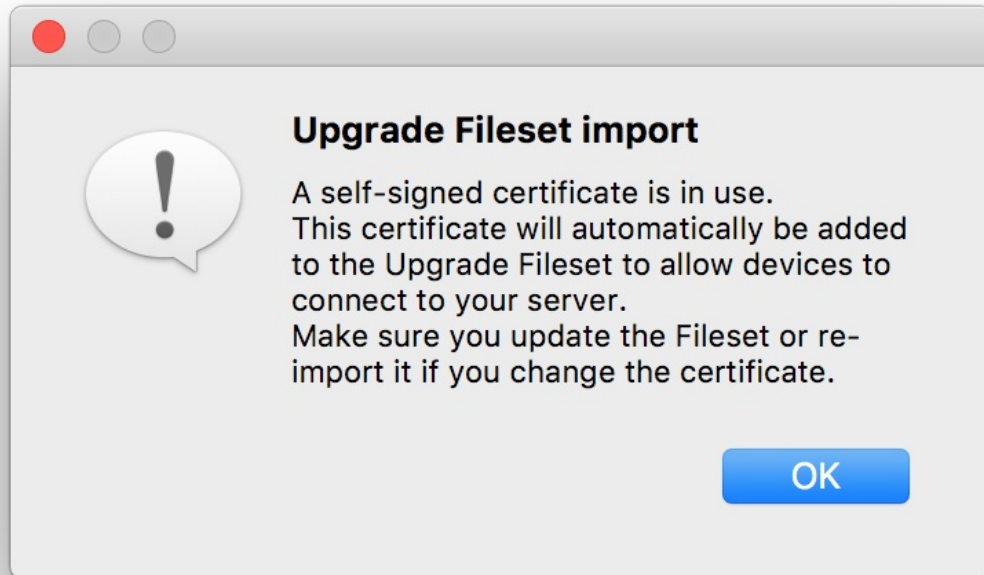 Upgrade Fileset import
A self-signed certificate is in use.
This certificate will automatically be added
to the Upgrade Fileset to allow devices to
connect to your server.
Make sure you update the Fileset or re-
import it if you change the certificate.
OK